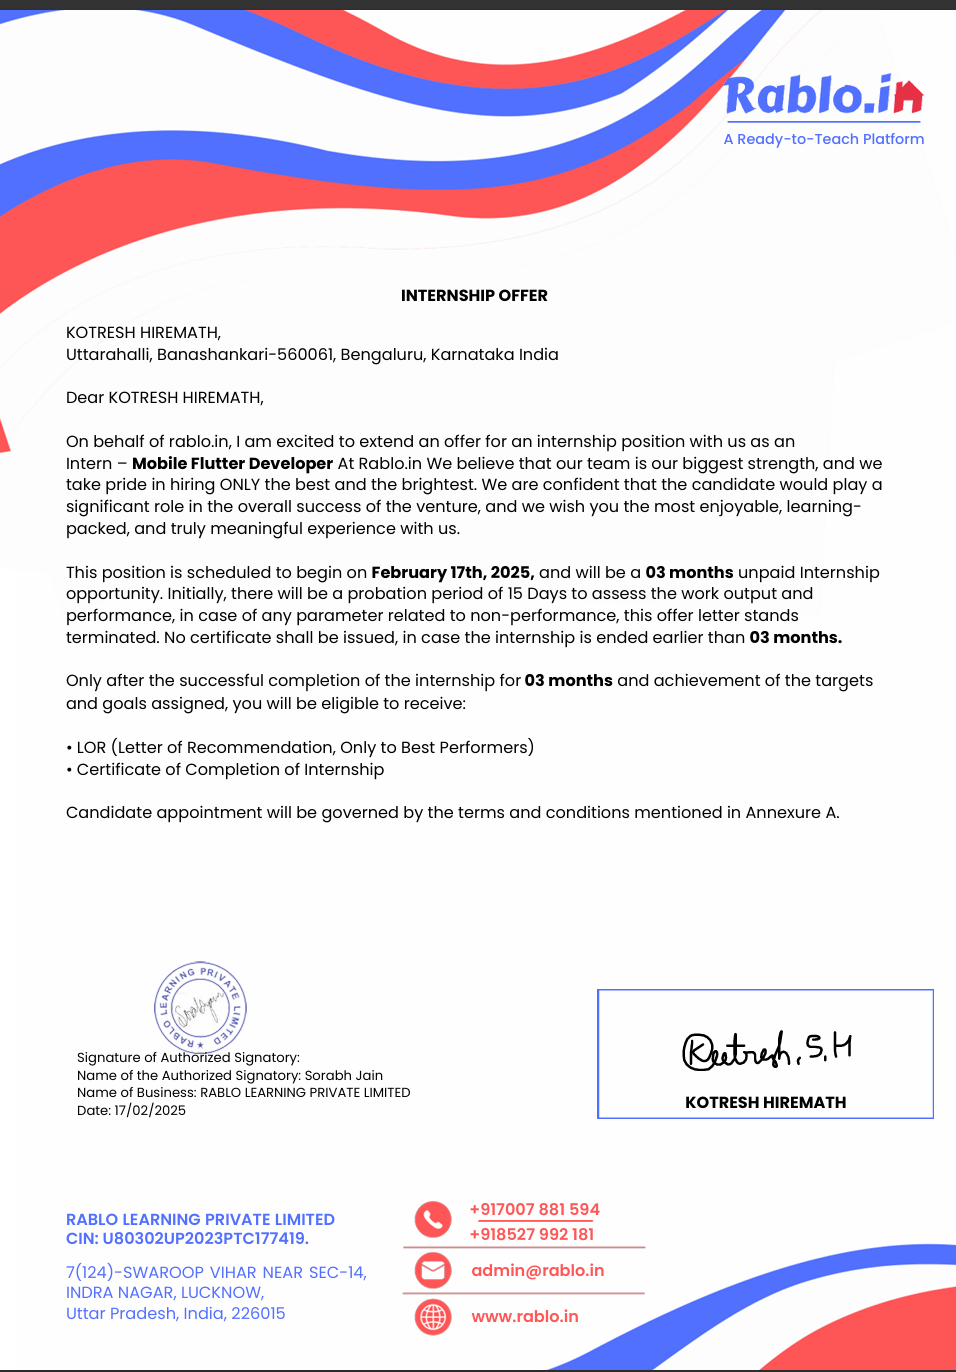 Rablo.in
A Ready-to-Teach Platform
INTERNSHIP OFFER
KOTRESH HIREMATH,
Uttarahalli, Banashankari-560061, Bengaluru, Karnataka India
Dear KOTRESH HIREMATH,
On behalf of rablo.in, I am excited to extend an offer for an internship position with us as an
Intern – Mobile Flutter Developer At Rablo.in We believe that our team is our biggest strength, and we
take pride in hiring ONLY the best and the brightest. We are confident that the candidate would play a
significant role in the overall success of the venture, and we wish you the most enjoyable, learning-
packed, and truly meaningful experience with us.
This position is scheduled to begin on February 17th, 2025, and will be a 03 months unpaid Internship
opportunity. Initially, there will be a probation period of 15 Days to assess the work output and
performance, in case of any parameter related to non-performance, this offer letter stands
terminated. No certificate shall be issued, in case the internship is ended earlier than 03 months.
Only after the successful completion of the internship for 03 months and achievement of the targets
and goals assigned, you will be eligible to receive:
• LOR (Letter of Recommendation, Only to Best Performers)
• Certificate of Completion of Internship
Candidate appointment will be governed by the terms and conditions mentioned in Annexure A.
RABLO LEARNING PRIVATE LIMITED
Signature of Authorized Signatory:
Name of the Authorized Signatory: Sorabh Jain
Name of Business: RABLO LEARNING PRIVATE LIMITED
Date: 17/02/2025
Kotresh. S. H
KOTRESH HIREMATH
RABLO LEARNING PRIVATE LIMITED
CIN: U80302UP2023PTC177419.
7(124)-SWAROOP VIHAR NEAR SEC-14,
INDRA NAGAR, LUCKNOW,
Uttar Pradesh, India, 226015
+917007 881 594
+918527 992 181
admin@rablo.in
www.rablo.in